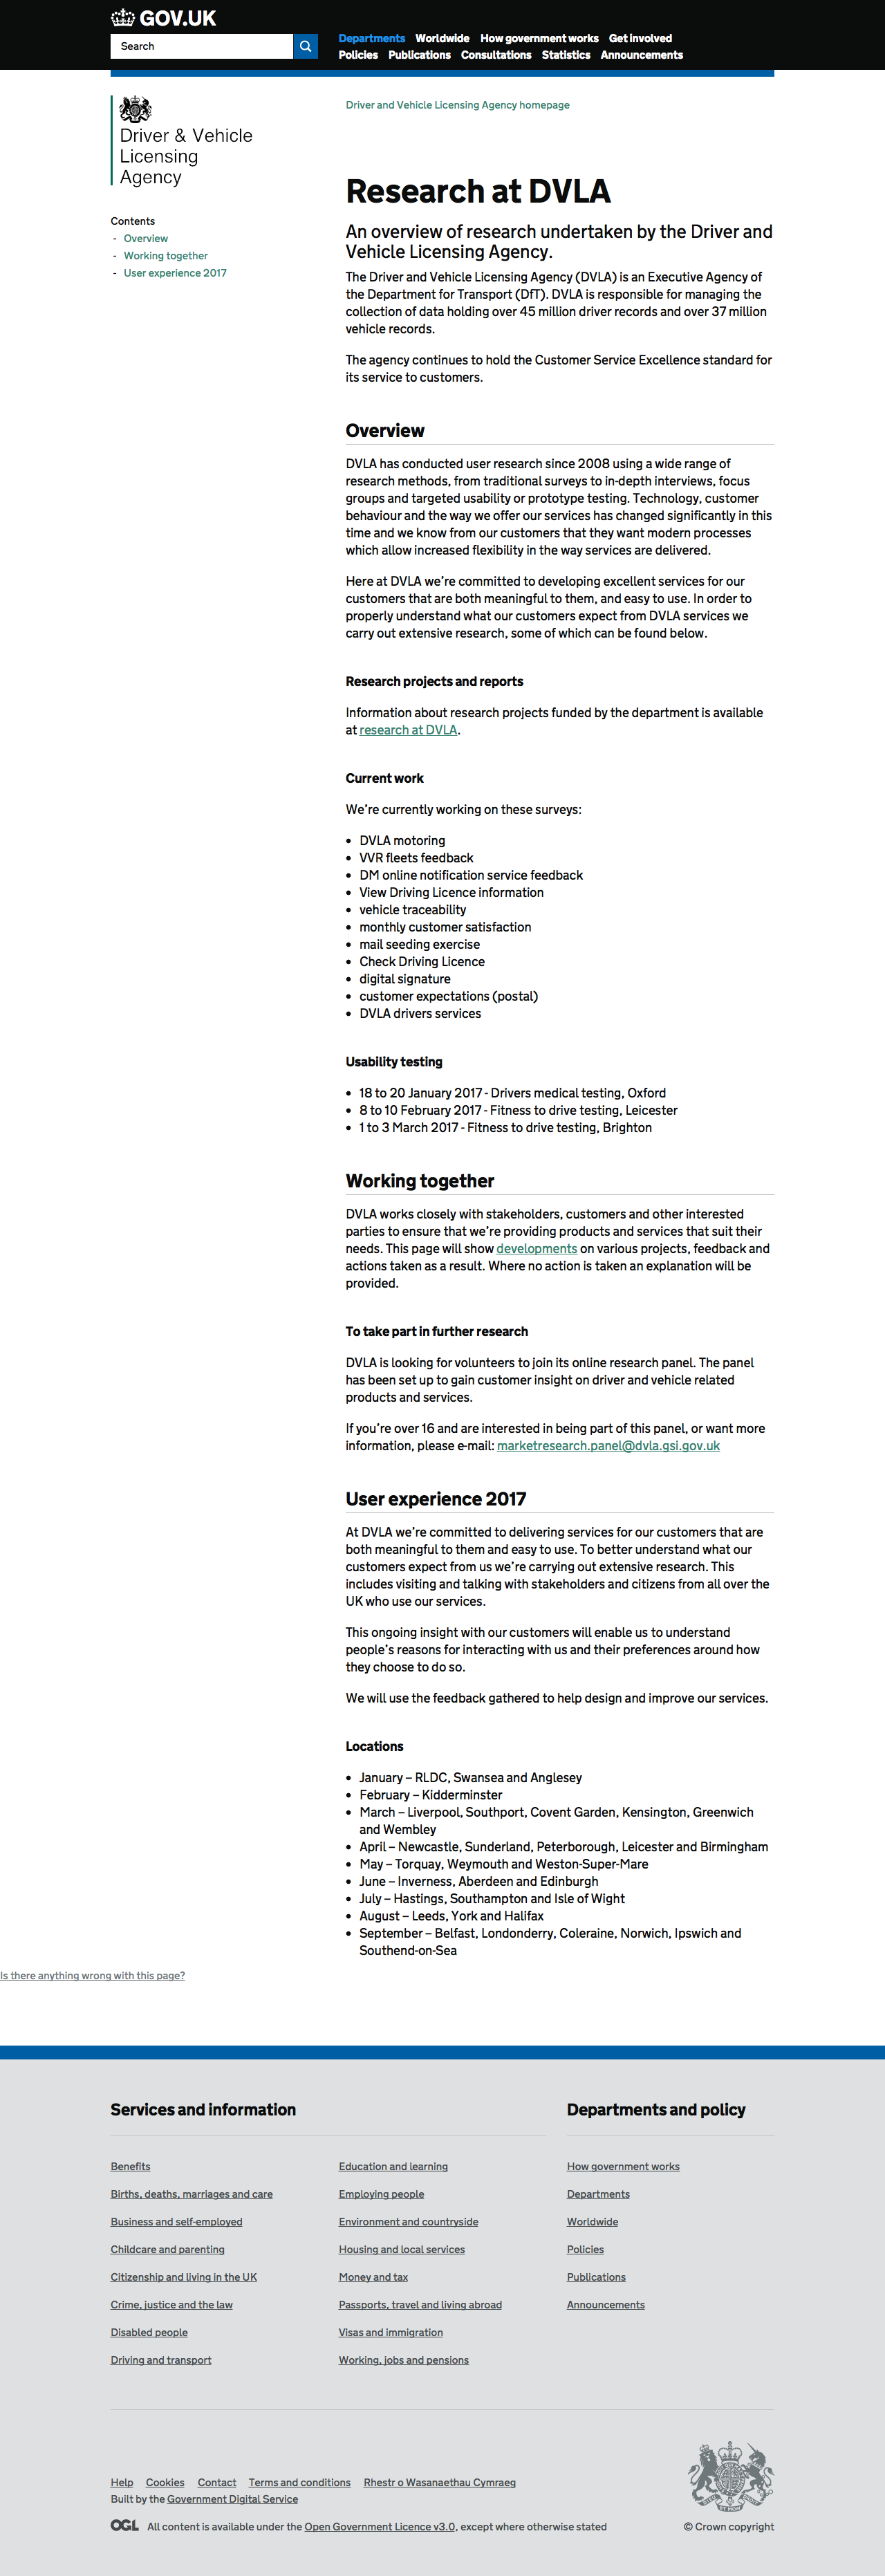 GOV.UK
Search
Departments Worldwide How government works Get involved
Policies Publications Consultations Statistics Announcements
Driver & Vehicle
Licensing
Agency
Driver and Vehicle Licensing Agency homepage
Contents
- Overview
- Working together
- User experience 2017
Research at DVLA
An overview of research undertaken by the Driver and
Vehicle Licensing Agency.
The Driver and Vehicle Licensing Agency (DVLA) is an Executive Agency of
the Department for Transport (DfT). DVLA is responsible for managing the
collection of data holding over 45 million driver records and over 37 million
vehicle records.
The agency continues to hold the Customer Service Excellence standard for
its service to customers.
Overview
DVLA has conducted user research since 2008 using a wide range of
research methods, from traditional surveys to in-depth interviews, focus
groups and targeted usability or prototype testing. Technology, customer
behaviour and the way we offer our services has changed significantly in this
time and we know from our customers that they want modern processes
which allow increased flexibility in the way services are delivered.
Here at DVLA we’re committed to developing excellent services for our
customers that are both meaningful to them, and easy to use. In order to
properly understand what our customers expect from DVLA services we
carry out extensive research, some of which can be found below.
Research projects and reports
Information about research projects funded by the department is available
at research at DVLA.
Current work
We’re currently working on these surveys:
• DVLA motoring
• VVR fleets feedback
• DM online notification service feedback
• View Driving Licence information
• vehicle traceability
• monthly customer satisfaction
• mail seeding exercise
• Check Driving Licence
• digital signature
• customer expectations (postal)
• DVLA drivers services
Usability testing
• 18 to 20 January 2017 - Drivers medical testing, Oxford
• 8 to 10 February 2017 - Fitness to drive testing, Leicester
• 1 to 3 March 2017 - Fitness to drive testing, Brighton
Working together
DVLA works closely with stakeholders, customers and other interested
parties to ensure that we’re providing products and services that suit their
needs. This page will show developments on various projects, feedback and
actions taken as a result. Where no action is taken an explanation will be
provided.
To take part in further research
DVLA is looking for volunteers to join its online research panel. The panel
has been set up to gain customer insight on driver and vehicle related
products and services.
If you’re over 16 and are interested in being part of this panel, or want more
information, please e-mail: marketresearch.panel@dvla.gsi.gov.uk
User experience 2017
At DVLA we’re committed to delivering services for our customers that are
both meaningful to them and easy to use. To better understand what our
customers expect from us we’re carrying out extensive research. This
includes visiting and talking with stakeholders and citizens from all over the
UK who use our services.
This ongoing insight with our customers will enable us to understand
people’s reasons for interacting with us and their preferences around how
they choose to do so.
We will use the feedback gathered to help design and improve our services.
Locations
• January – RLDC, Swansea and Anglesey
• February – Kidderminster
• March – Liverpool, Southport, Covent Garden, Kensington, Greenwich
and Wembley
• April – Newcastle, Sunderland, Peterborough, Leicester and Birmingham
• May – Torquay, Weymouth and Weston-Super-Mare
• June – Inverness, Aberdeen and Edinburgh
• July – Hastings, Southampton and Isle of Wight
• August – Leeds, York and Halifax
• September – Belfast, Londonderry, Coleraine, Norwich, Ipswich and
Southend-on-Sea
Is there anything wrong with this page?
Services and information
Benefits
Births, deaths, marriages and care
Business and self-employed
Childcare and parenting
Citizenship and living in the UK
Crime, justice and the law
Disabled people
Driving and transport
Education and learning
Employing people
Environment and countryside
Housing and local services
Money and tax
Passports, travel and living abroad
Visas and immigration
Working, jobs and pensions
Departments and policy
How government works
Departments
Worldwide
Policies
Publications
Announcements
Help Cookies Contact Terms and conditions Rhestr o Wasanaethau Cymraeg
Built by the Government Digital Service
OGL All content is available under the Open Government Licence v3.0, except where otherwise stated
© Crown copyright